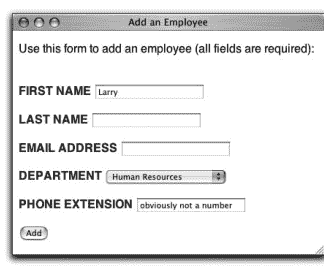 Add an Employee
Use this form to add an employee (all fields are required):
FIRST NAME Larry
LAST NAME
EMAIL ADDRESS
DEPARTMENT Human Resources
PHONE EXTENSION obviously not a number
Add